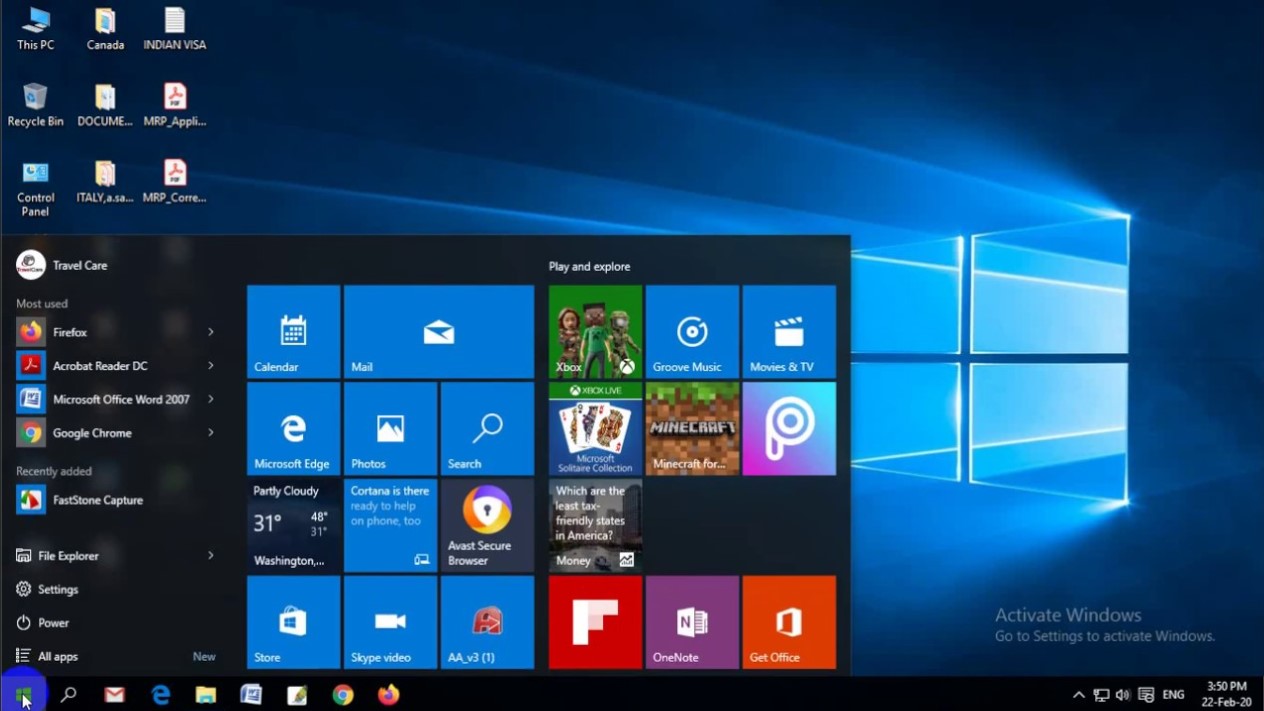 This PC
Canada
INDIAN VISA
Recycle Bin
DOCUME...
MRP_Appli...
Control
Panel
ITALY,a.sa...
MRP_Corre...
Travel Care
Most used
Firefox
Acrobat Reader DC
Microsoft Office Word 2007
Google Chrome
Recently added
FastStone Capture
File Explorer
Settings
Power
All apps
New
Calendar
Mail
Microsoft Edge
Photos
Search
Partly Cloudy
31°
48°
31°
Washington,...
Cortana is there
ready to help
on phone, too
Avast Secure
Browser
Store
Skype video
AA_v3 (1)
Play and explore
Xbox
Groove Music
Movies & TV
XBOX LIVE
Microsoft
Solitaire Collection
MINECRAFT
Minecraft for...
Which are the
least tax-
friendly states
in America?
Money
OneNote
Get Office
Activate Windows
Go to Settings to activate Windows.
ENG
3:50 PM
22-Feb-20